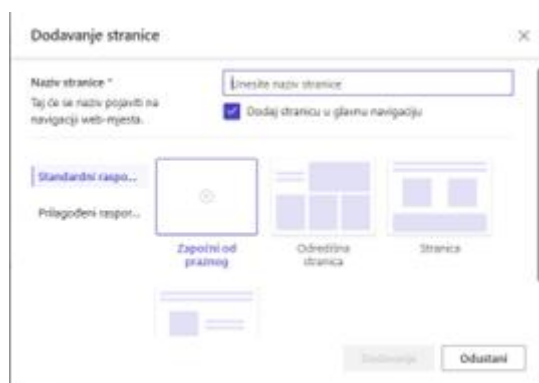 Dodavanje stranice
Naziv stranice *
Taj će se naziv pojaviti na
navigaciji web-mjesta.
Unesite naziv stranice
Dodaj stranicu u glavnu navigaciju
Standardni raspo...
Prilagođeni raspor...
Započni od
praznog
Odredišna
stranica
Stranica
Dodavanje
Odustani